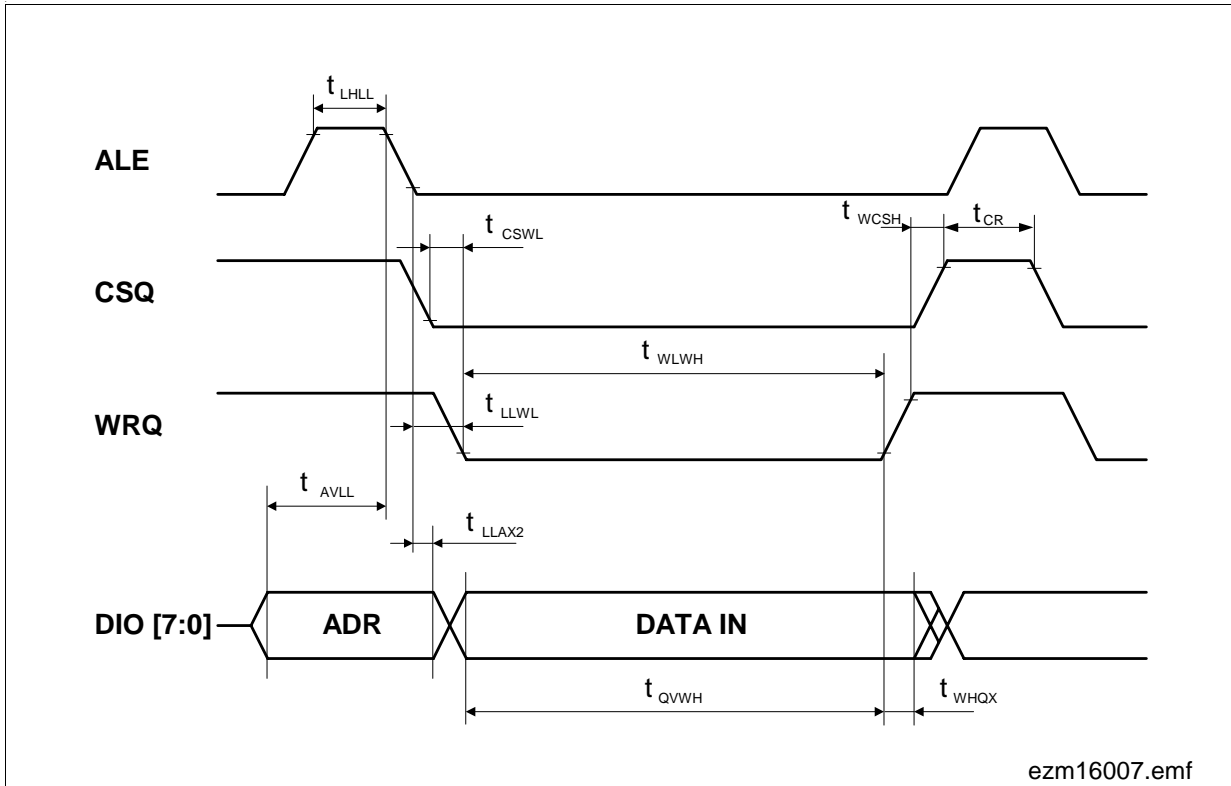 t LHLL
ALE
t WCSH
t CR
t CSWL
CSQ
t WLWH
WRQ
t LLWL
t AVLL
t LLAX2
DIO [7:0]
ADR
DATA IN
t QVWH
t WHQX
ezm16007.emf